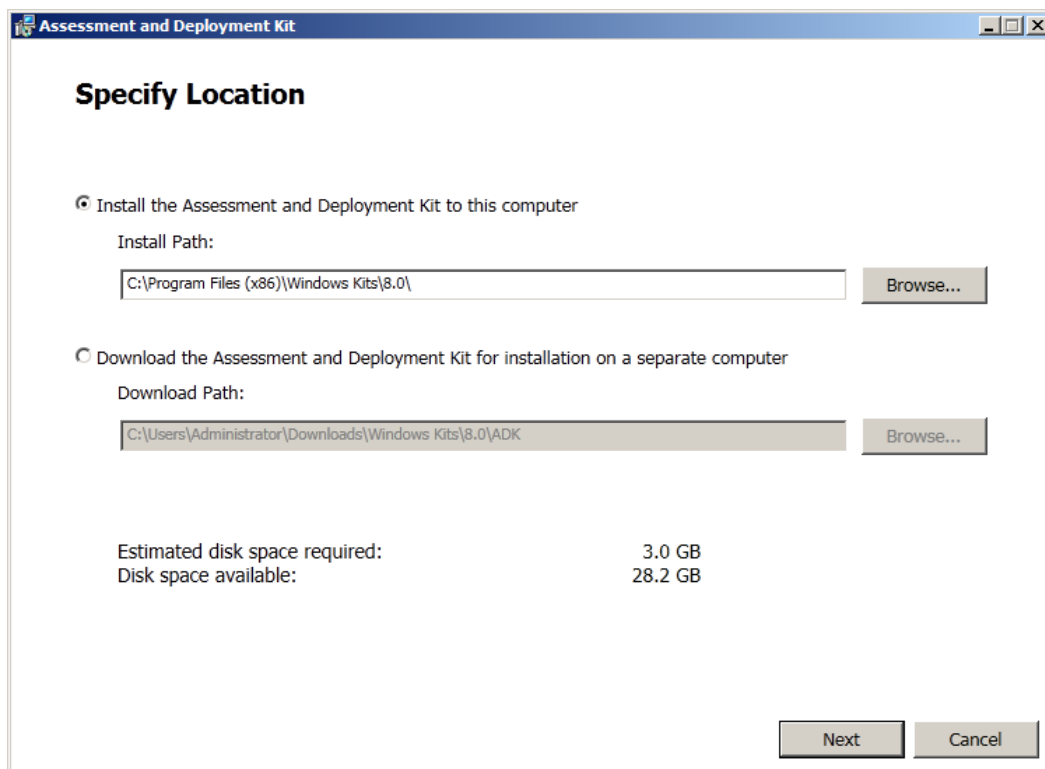 Assessment and Deployment Kit
Specify Location
Install the Assessment and Deployment Kit to this computer
Install Path:
C:\Program Files (x86)\Windows Kits\8.0\
Browse...
Download the Assessment and Deployment Kit for installation on a separate computer
Download Path:
C:\Users\Administrator\Downloads\Windows Kits\8.0\ADK
Browse...
Estimated disk space required: 3.0 GB
Disk space available: 28.2 GB
Next Cancel